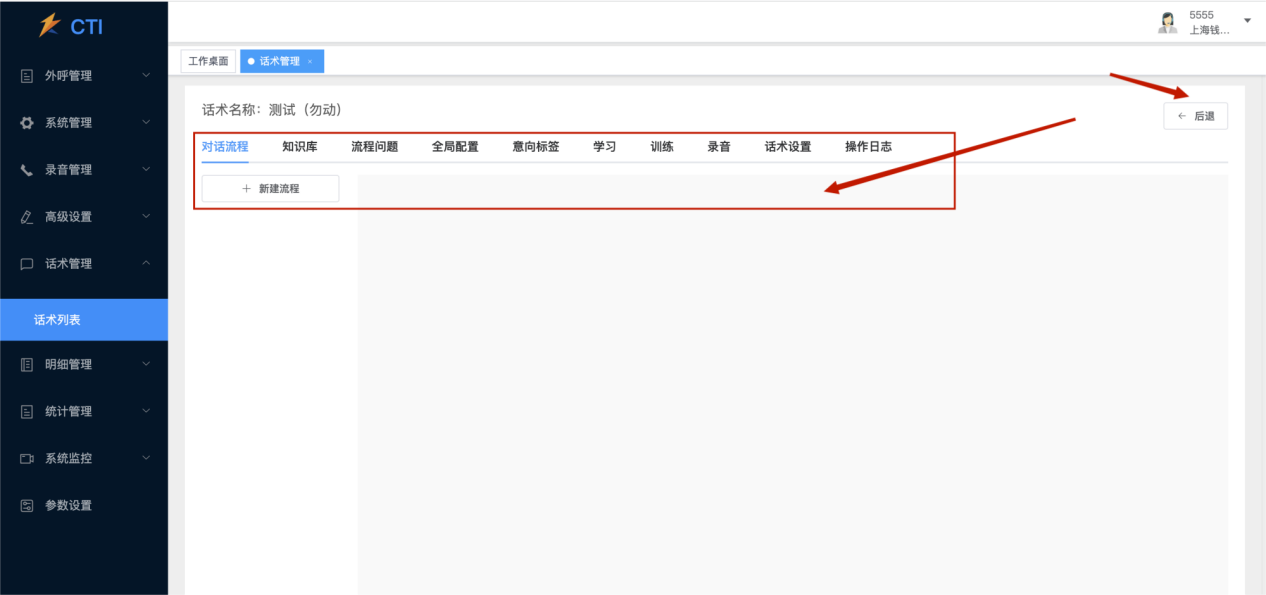 CTI
5555
上海钱...
外呼管理
系统管理
录音管理
高级设置
话术管理
话术列表
明细管理
统计管理
系统监控
参数设置
工作桌面
话术管理 ×
话术名称：测试（勿动）
← 后退
对话流程 知识库 流程问题 全局配置 意向标签 学习 训练 录音 话术设置 操作日志
+ 新建流程